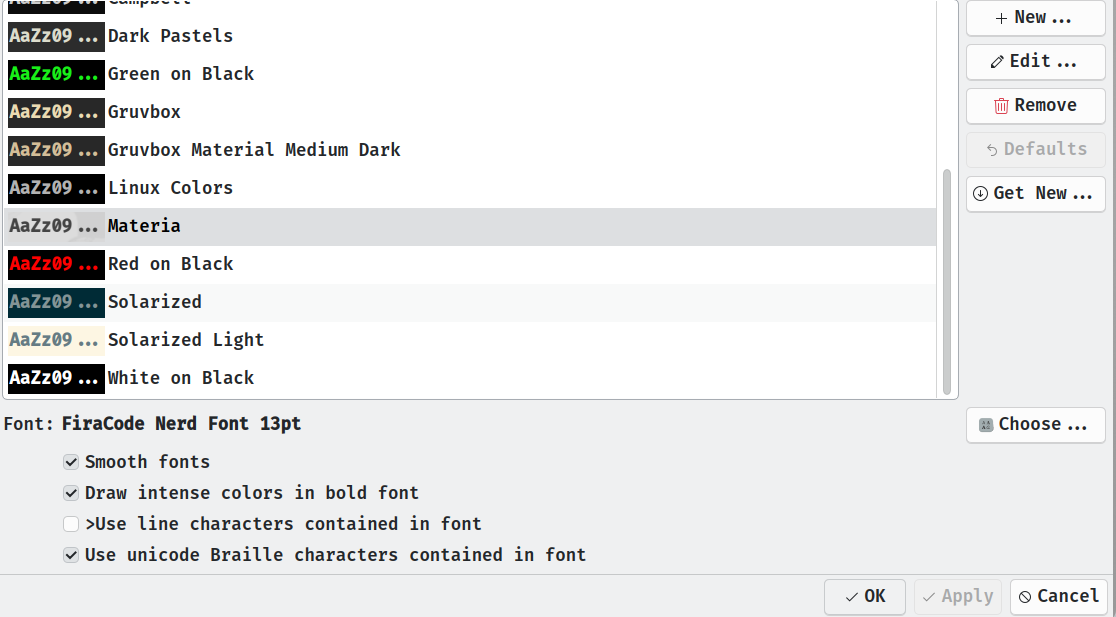 AaZz09 ... Campbell
AaZz09 ... Dark Pastels
AaZz09 ... Green on Black
AaZz09 ... Gruvbox
AaZz09 ... Gruvbox Material Medium Dark
AaZz09 ... Linux Colors
AaZz09 ... Materia
AaZz09 ... Red on Black
AaZz09 ... Solarized
AaZz09 ... Solarized Light
AaZz09 ... White on Black
New ...
Edit ...
Remove
Defaults
Get New ...
Font: FiraCode Nerd Font 13pt
Choose ...
Smooth fonts
Draw intense colors in bold font
>Use line characters contained in font
Use unicode Braille characters contained in font
OK
Apply
Cancel